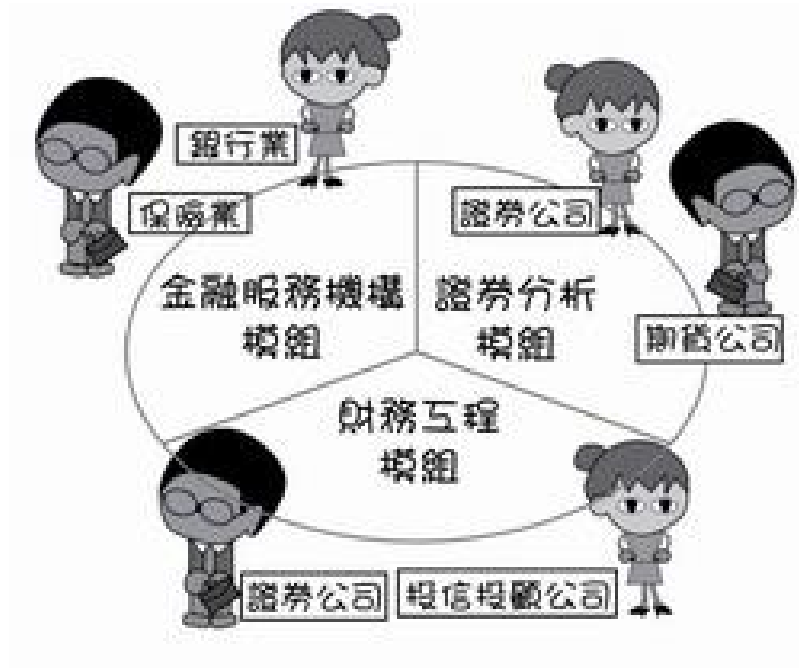 銀行業
保險業
證券公司
期貨公司
金融服務機構
模組
證券分析
模組
財務工程
模組
證券公司
投信投顧公司